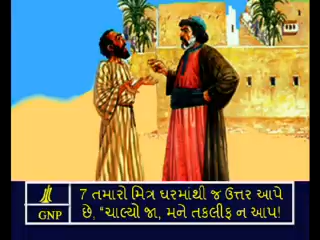 7 તમારો મિત્ર ઘરમાંથી જ ઉત્તર આપે
છે, “ચાલ્યો જા, મને તકલીફ ન આપ!
GNP